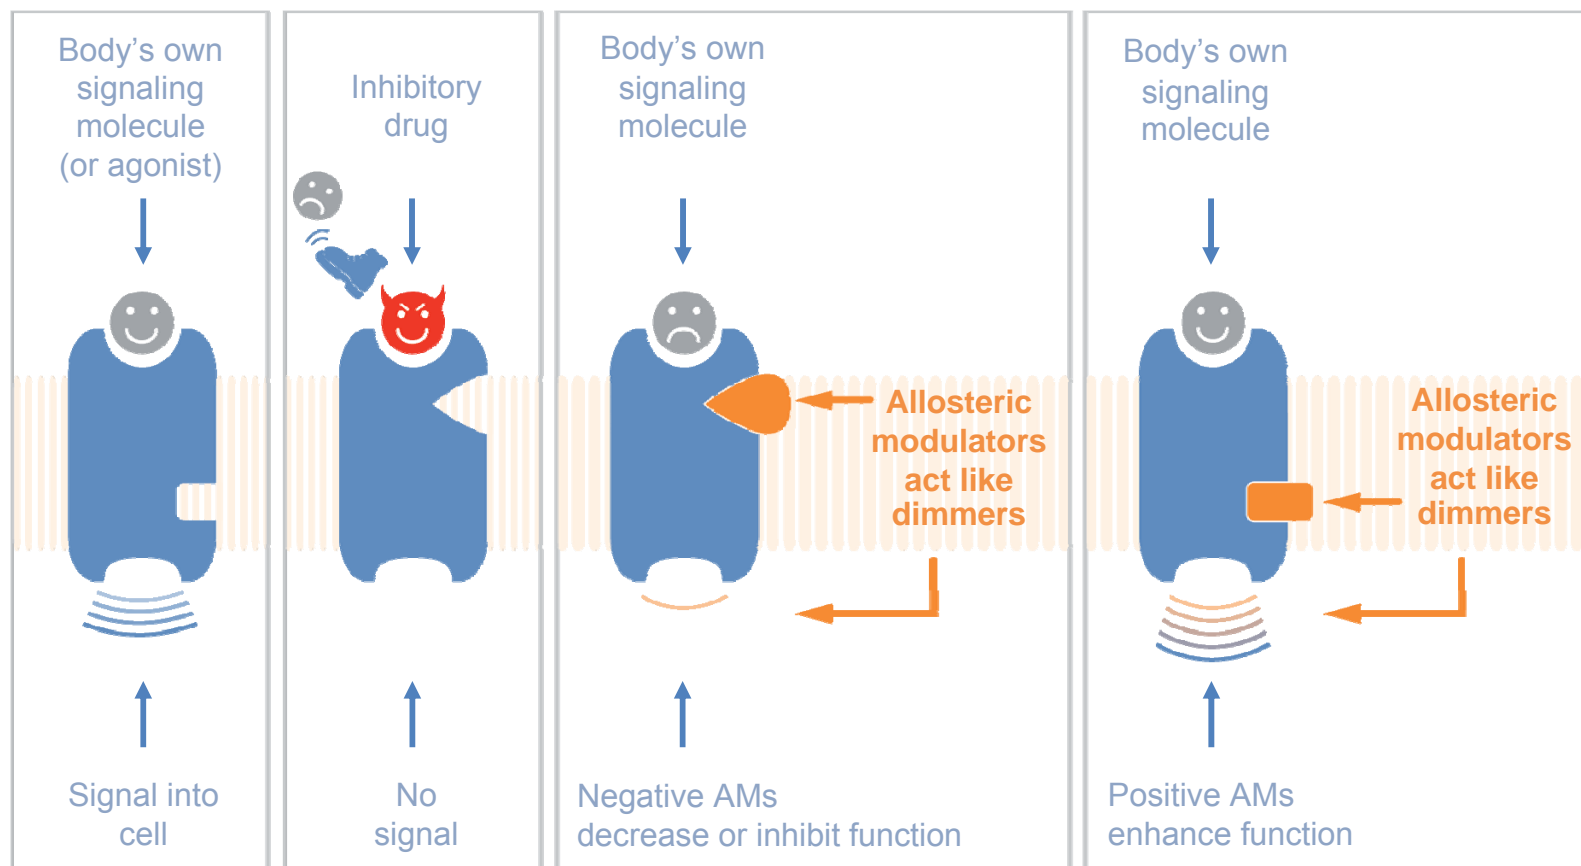 Body’s own
signaling
molecule
(or agonist)
Signal into
cell
Inhibitory
drug
No
signal
Body’s own
signaling
molecule
Allosteric
modulators
act like
dimmers
Negative AMs
decrease or inhibit function
Body’s own
signaling
molecule
Allosteric
modulators
act like
dimmers
Positive AMs
enhance function